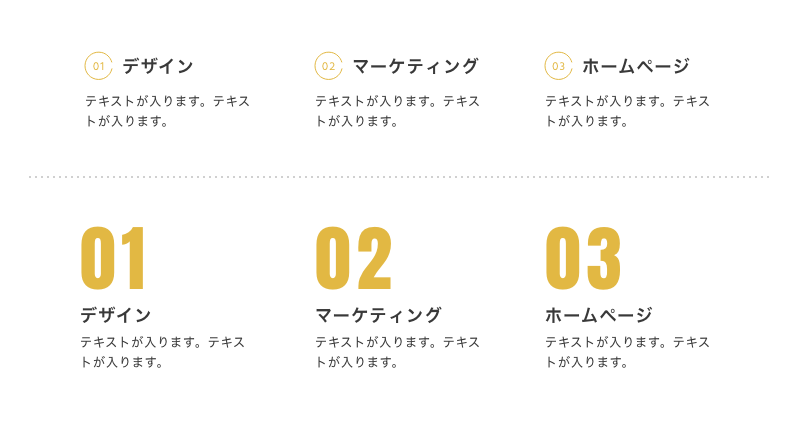 01 デザイン
テキストが入ります。テキス
トが入ります。
02 マーケティング
テキストが入ります。テキス
トが入ります。
03 ホームページ
テキストが入ります。テキス
トが入ります。
01
デザイン
テキストが入ります。テキス
トが入ります。
02
マーケティング
テキストが入ります。テキス
トが入ります。
03
ホームページ
テキストが入ります。テキス
トが入ります。